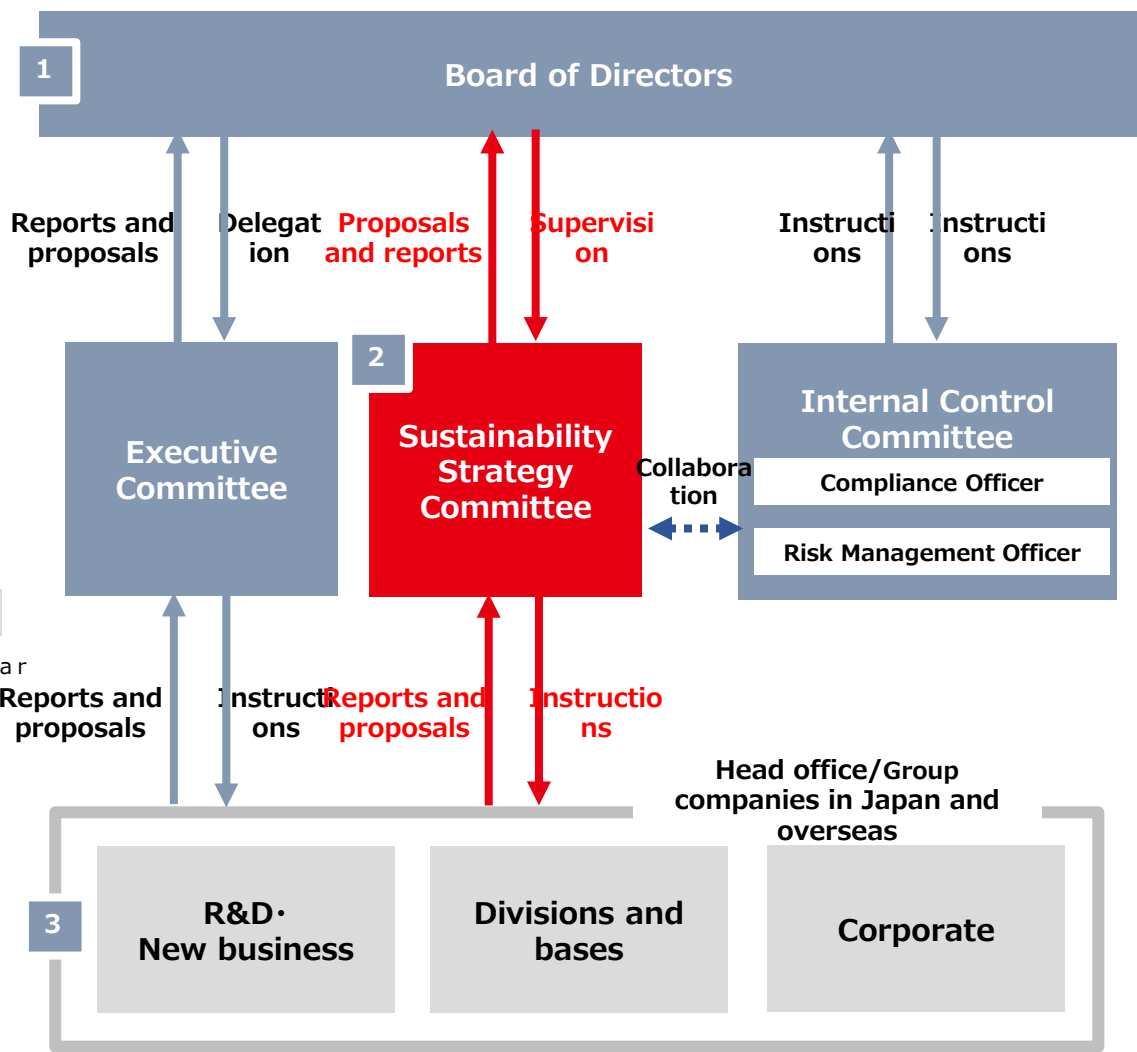 1
Board of Directors
Reports and
proposals
Delegat
ion
Proposals
and reports
Supervisi
on
Instructi
ons
Instructi
ons
2
Executive
Committee
Sustainability
Strategy
Committee
Collabora
tion
Internal Control
Committee
Compliance Officer
Risk Management Officer
ar
Reports and
proposals
Instructi
ons
Reports and
proposals
Instructio
ns
Head office/Group
companies in Japan and
overseas
3
R&D・
New business
Divisions and
bases
Corporate